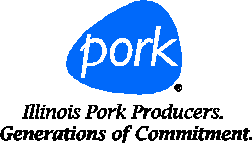 pork®
Illinois Pork Producers.
Generations of Commitment.